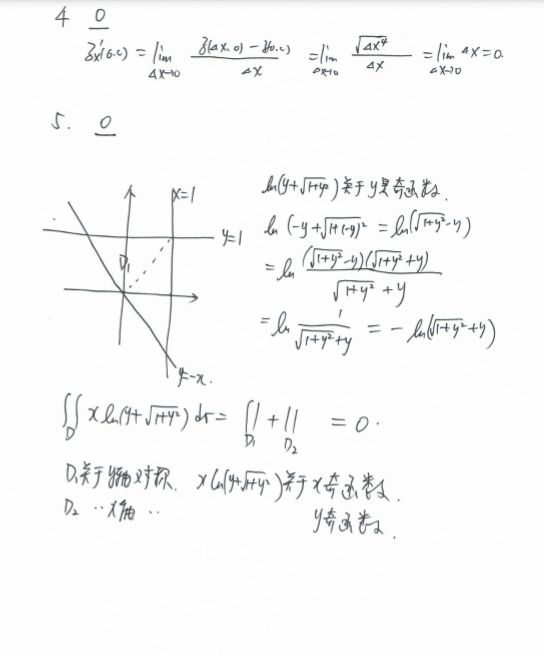 4 0
z'x(0,0) = lim Δx→0 z(Δx,0) - z(0,0) / Δx = lim Δx→0 √Δx⁴ / Δx = lim Δx→0 Δx = 0.
5. 0
x=1
y=1
D₁
y=-x.
ln(y+√1+y²)关于y是奇函数.
ln(-y+√1+(-y)² = ln(√1+y²-y)
= ln (√1+y²-y)(√1+y²+y) / √1+y²+y
= ln 1 / √1+y²+y = - ln(√1+y²+y)
∬D x ln(y+√1+y²) dσ = ∬D₁ + ∬D₂ = 0.
D₁关于y轴对称. x ln(y+√1+y²)关于x奇函数.
D₂ ‥ x轴 ‥ y奇函数.